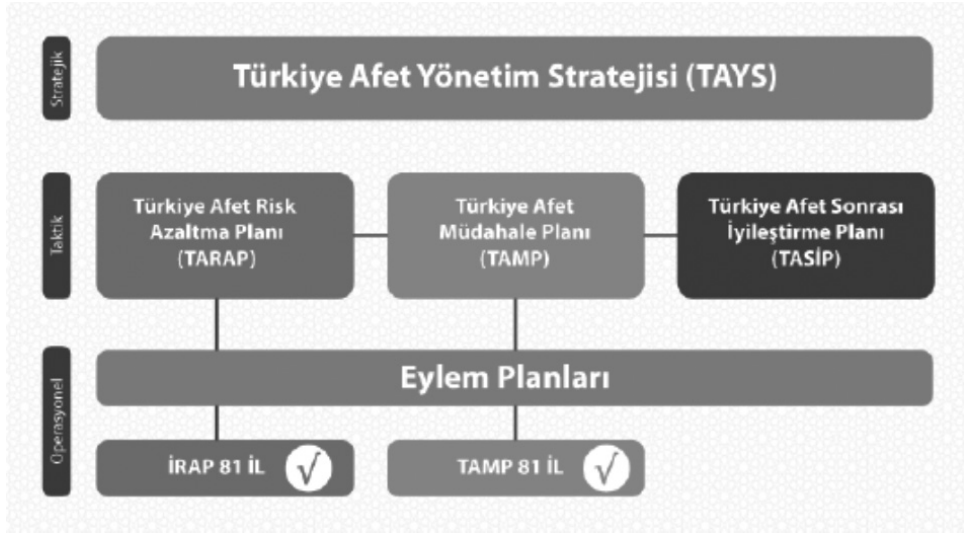 Stratejik
Türkiye Afet Yönetim Stratejisi (TAYS)
Taktik
Türkiye Afet Risk
Azaltma Planı
(TARAP)
Türkiye Afet
Müdahale Planı
(TAMP)
Türkiye Afet Sonrası
İyileştirme Planı
(TASİP)
Operasyonel
Eylem Planları
İRAP 81 İL √
TAMP 81 İL √